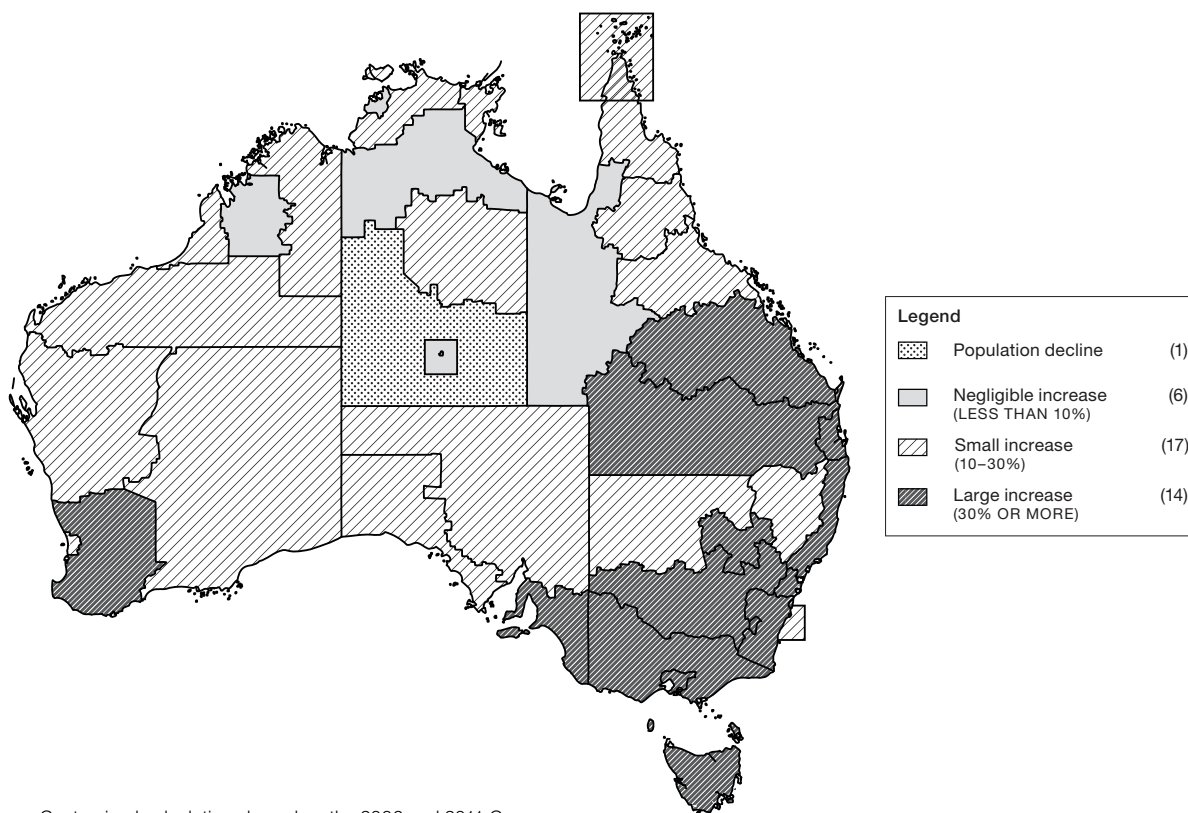 Legend
Population decline (1)
Negligible increase (6)
(LESS THAN 10%)
Small increase (17)
(10–30%)
Large increase (14)
(30% OR MORE)